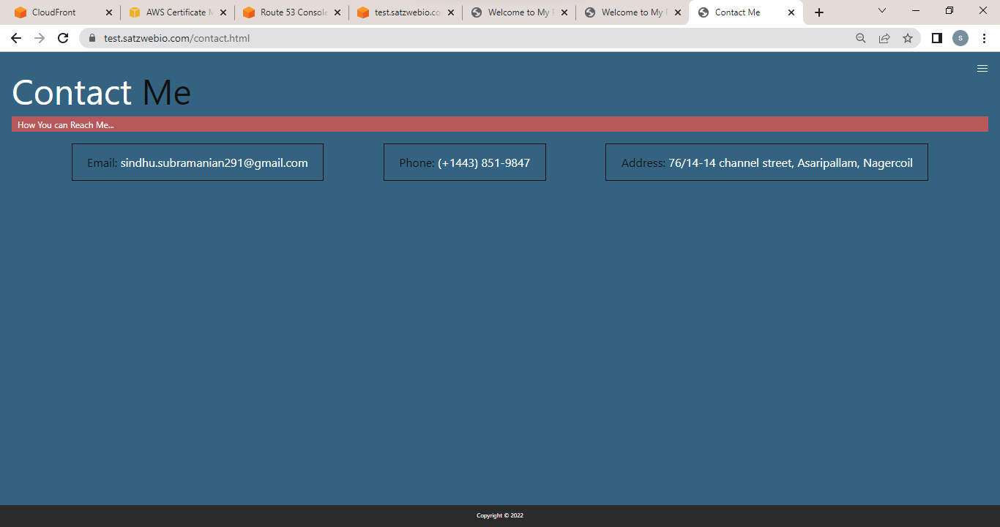 CloudFront
AWS Certificate M
Route 53 Console
test.satzwebio.co
Welcome to My
Welcome to My
Contact Me
test.satzwebio.com/contact.html
s
Contact Me
How You can Reach Me...
Email: sindhu.subramanian291@gmail.com
Phone: (+1443) 851-9847
Address: 76/14-14 channel street, Asaripallam, Nagercoil
Copyright © 2022